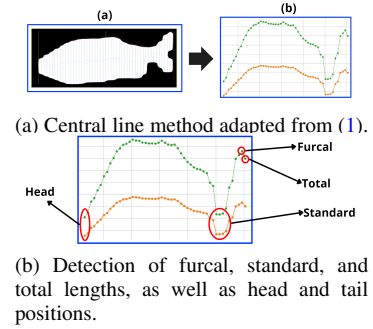 (a)
(b)
(a) Central line method adapted from (1).
Furcal
Total
Head
Standard
(b) Detection of furcal, standard, and
total lengths, as well as head and tail
positions.